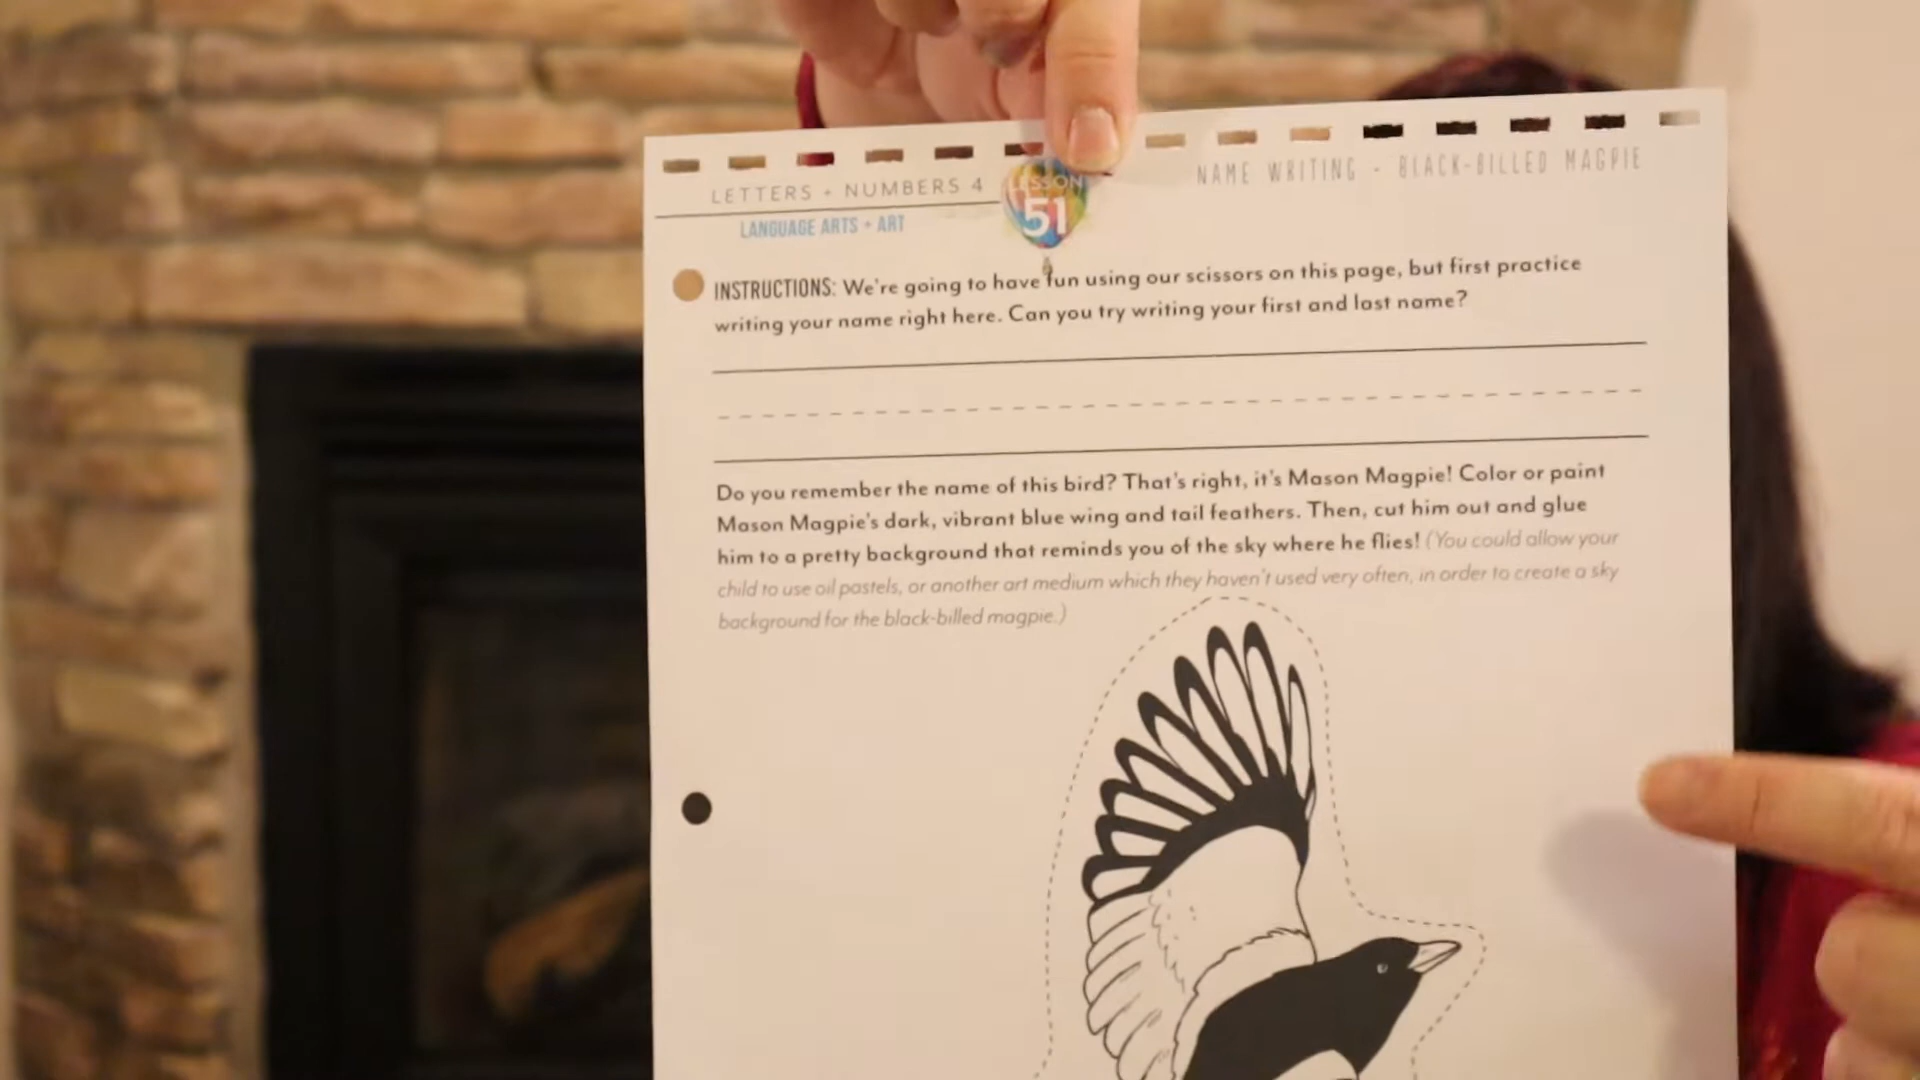 LETTERS + NUMBERS 4
LESSON
51
NAME WRITING - BLACK-BILLED MAGPIE
LANGUAGE ARTS + ART
INSTRUCTIONS: We're going to have fun using our scissors on this page, but first practice
writing your name right here. Can you try writing your first and last name?
Do you remember the name of this bird? That's right, it's Mason Magpie! Color or paint
Mason Magpie's dark, vibrant blue wing and tail feathers. Then, cut him out and glue
him to a pretty background that reminds you of the sky where he flies! (You could allow your
child to use oil pastels, or another art medium which they haven't used very often, in order to create a sky
background for the black-billed magpie.)